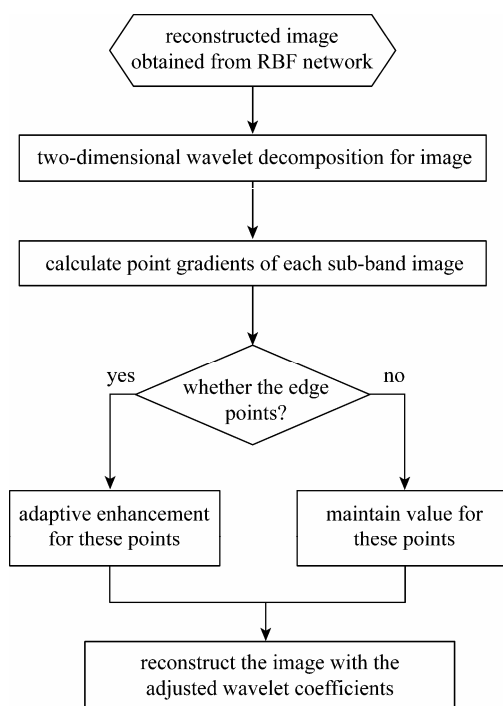 reconstructed image
obtained from RBF network
two-dimensional wavelet decomposition for image
calculate point gradients of each sub-band image
yes
whether the edge
points?
no
adaptive enhancement
for these points
maintain value for
these points
reconstruct the image with the
adjusted wavelet coefficients